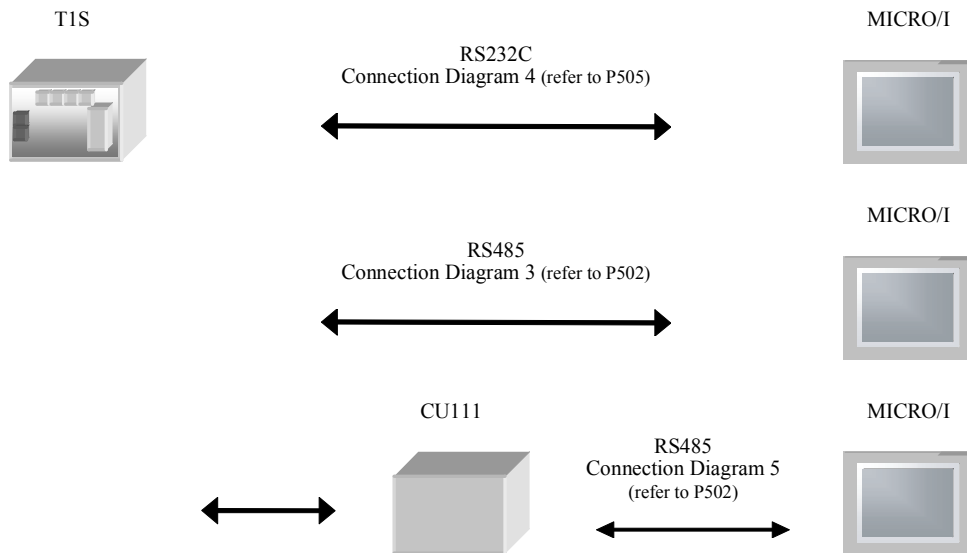 T1S
MICRO/I
RS232C
Connection Diagram 4 (refer to P505)
MICRO/I
RS485
Connection Diagram 3 (refer to P502)
CU111
MICRO/I
RS485
Connection Diagram 5
(refer to P502)